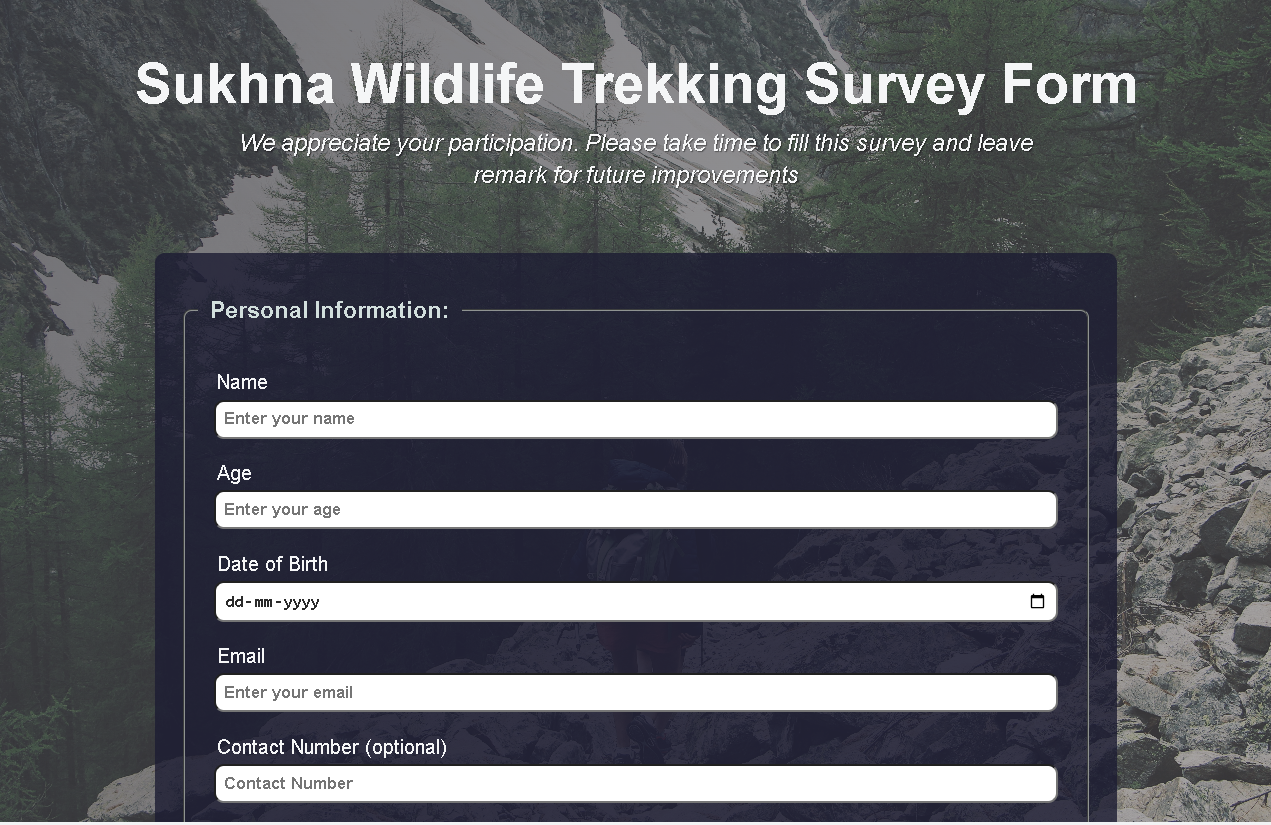 Sukhna Wildlife Trekking Survey Form
We appreciate your participation. Please take time to fill this survey and leave
remark for future improvements
Personal Information:
Name
Enter your name
Age
Enter your age
Date of Birth
dd-mm-yyyy
Email
Enter your email
Contact Number (optional)
Contact Number